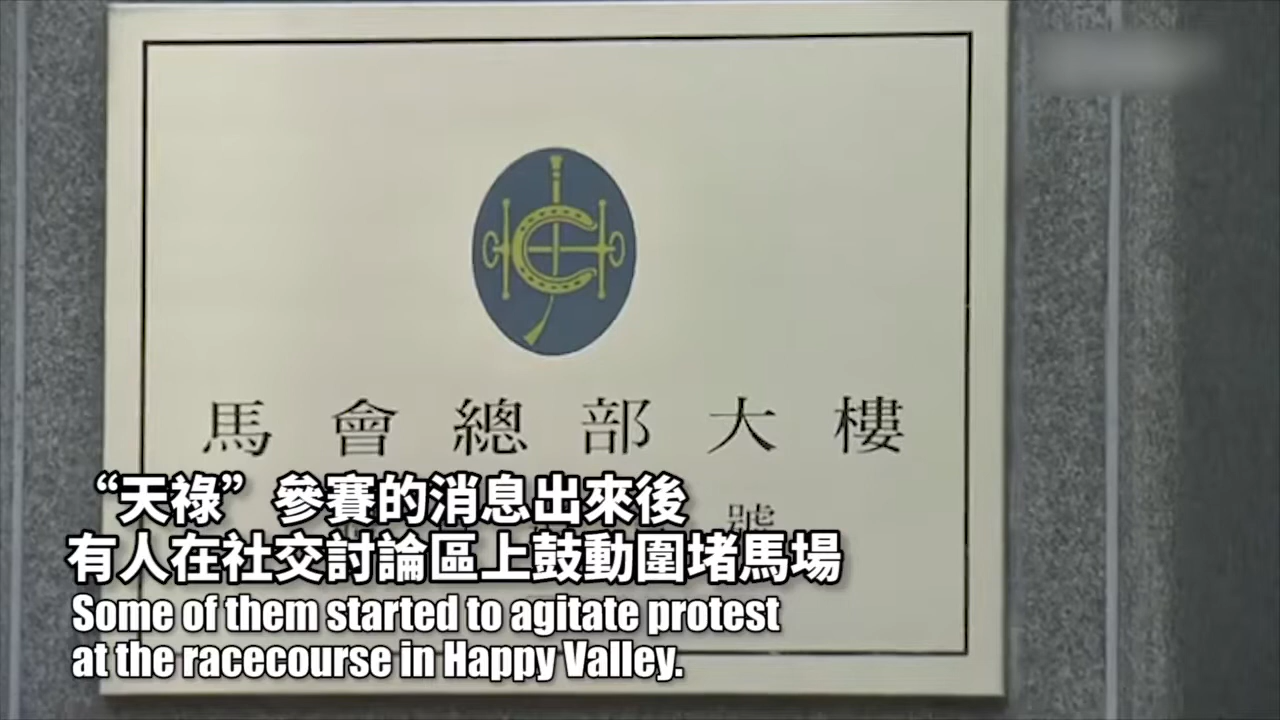 馬會總部大樓
號
“天祿”參賽的消息出來後
有人在社交討論區上鼓動圍堵馬場
Some of them started to agitate protest
at the racecourse in Happy Valley.